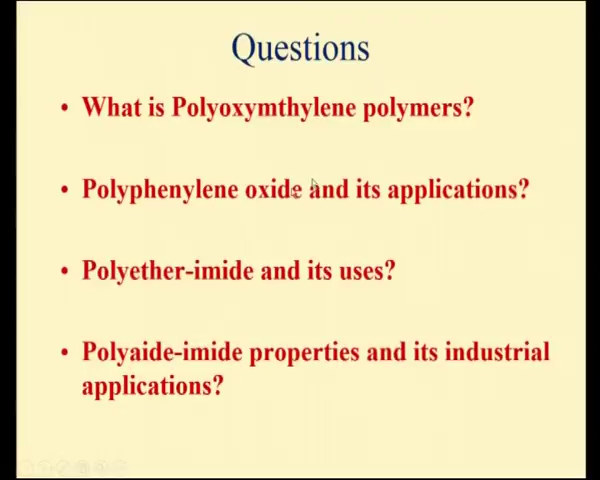 Questions
• What is Polyoxymthylene polymers?
• Polyphenylene oxide and its applications?
• Polyether-imide and its uses?
• Polyaide-imide properties and its industrial
applications?